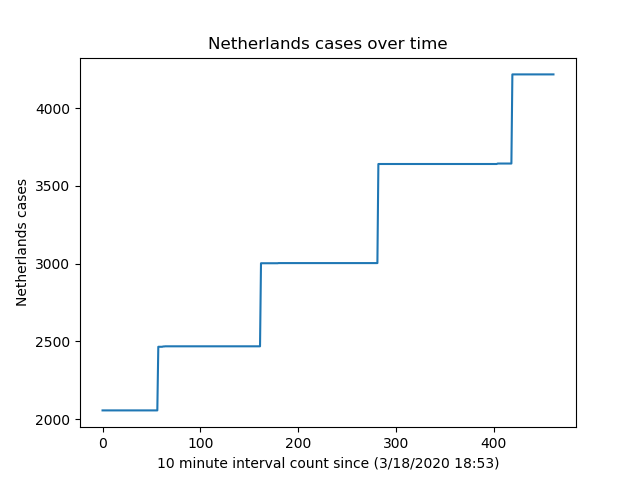 Netherlands cases over time
Netherlands cases
4000
3500
3000
2500
2000
0 100 200 300 400
10 minute interval count since (3/18/2020 18:53)